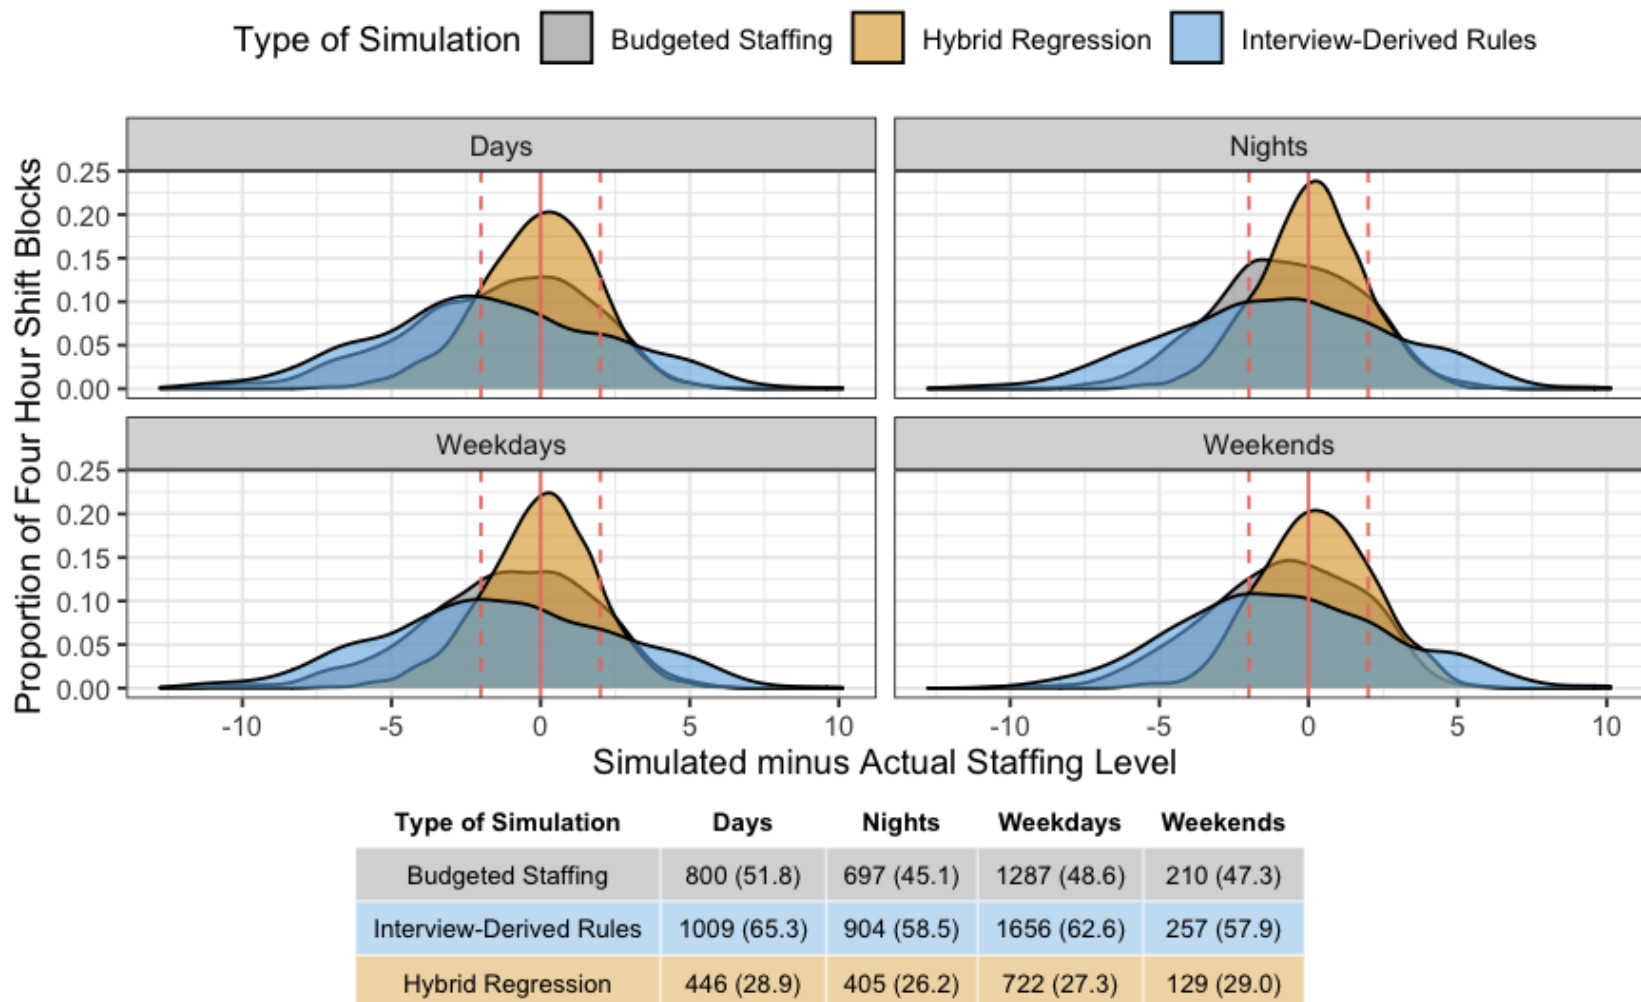 Type of Simulation Budgeted Staffing Hybrid Regression Interview-Derived Rules
Days Nights
Proportion of Four Hour Shift Blocks
0.25
0.20
0.15
0.10
0.05
0.00
Weekdays Weekends
0.25
0.20
0.15
0.10
0.05
0.00
-10 -5 0 5 10 -10 -5 0 5 10
Simulated minus Actual Staffing Level
Type of Simulation Days Nights Weekdays Weekends
Budgeted Staffing 800 (51.8) 697 (45.1) 1287 (48.6) 210 (47.3)
Interview-Derived Rules 1009 (65.3) 904 (58.5) 1656 (62.6) 257 (57.9)
Hybrid Regression 446 (28.9) 405 (26.2) 722 (27.3) 129 (29.0)